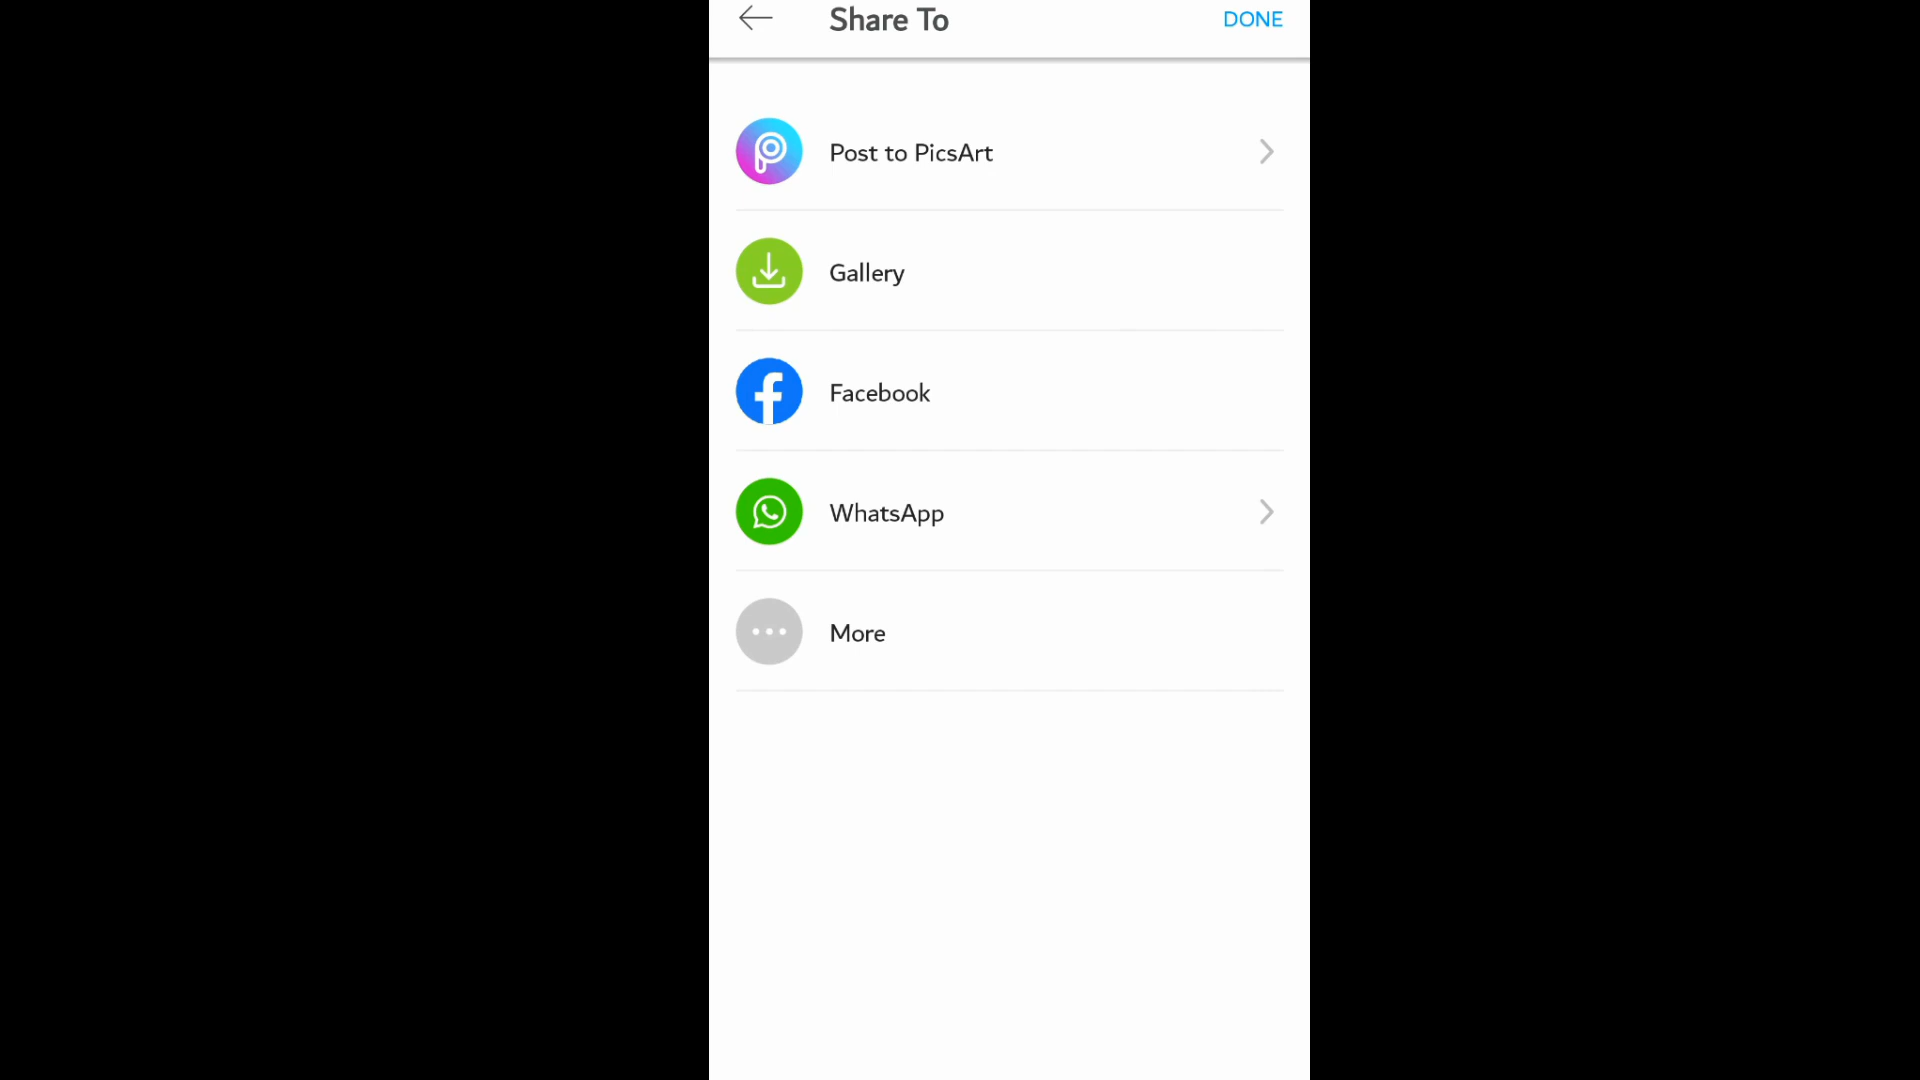 Share To
DONE
Post to PicsArt
Gallery
Facebook
WhatsApp
More